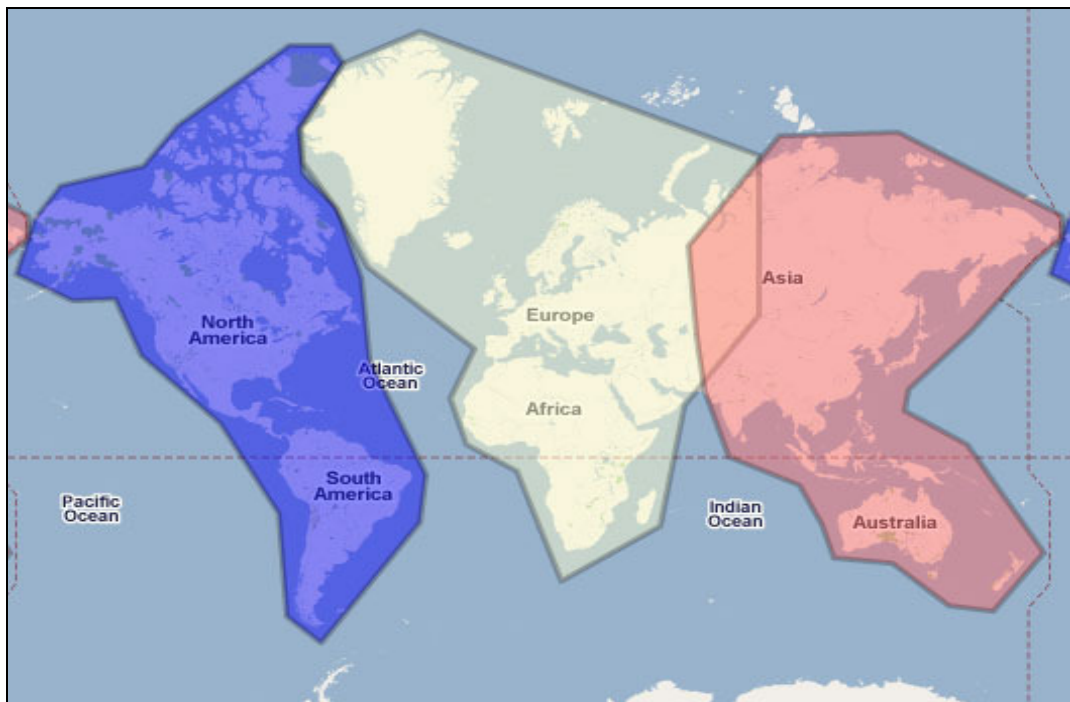 Asia
Europe
North
America
Atlantic
Ocean
Africa
South
America
Pacific
Ocean
Indian
Ocean
Australia